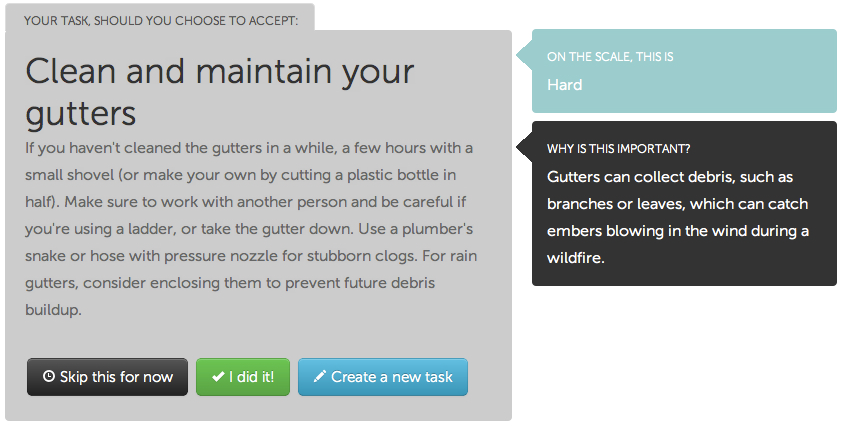 YOUR TASK, SHOULD YOU CHOOSE TO ACCEPT:
Clean and maintain your
gutters
If you haven't cleaned the gutters in a while, a few hours with a
small shovel (or make your own by cutting a plastic bottle in
half). Make sure to work with another person and be careful if
you're using a ladder, or take the gutter down. Use a plumber's
snake or hose with pressure nozzle for stubborn clogs. For rain
gutters, consider enclosing them to prevent future debris
buildup.
Skip this for now
I did it!
Create a new task
ON THE SCALE, THIS IS
Hard
WHY IS THIS IMPORTANT?
Gutters can collect debris, such as
branches or leaves, which can catch
embers blowing in the wind during a
wildfire.